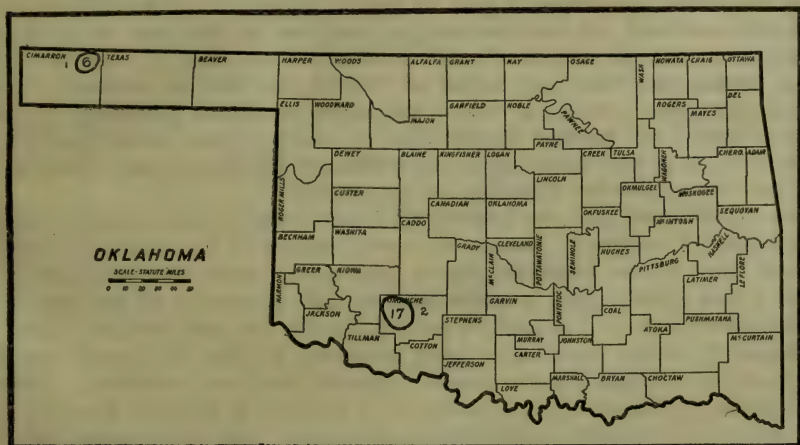 CIMARRON 1 6 TEXAS BEAVER HARPER WOODS ALFALFA GRANT KAY OSAGE WASH NOWATA CRAIG OTTAWA
ELLIS WOODWARD MAJOR GARFIELD NOBLE PAWNEE ROGERS MAYES DEL
DEWEY BLAINE KINGFISHER LOGAN PAYNE CREEK TULSA WAGONER CHERO. ADAIR
ROGER MILLS CUSTER CANADIAN OKLAHOMA LINCOLN OKFUSKEE OKMULGEE MUSKOGEE SEQUOYAH
BECKHAM WASHITA CADDO GRADY McCLAIN CLEVELAND POTTAWATOMIE SEMINOLE HUGHES McINTOSH PITTSBURG HASKELL
OKLAHOMA
SCALE-STATUTE MILES
HARMON GREER KIOWA COMANCHE GARVIN PONTOTOC COAL LATIMER LE FLORE
JACKSON TILLMAN 17 2 STEPHENS MURRAY JOHNSTON ATOKA PUSHMATAHA McCURTAIN
COTTON CARTER
JEFFERSON LOVE MARSHALL BRYAN CHOCTAW